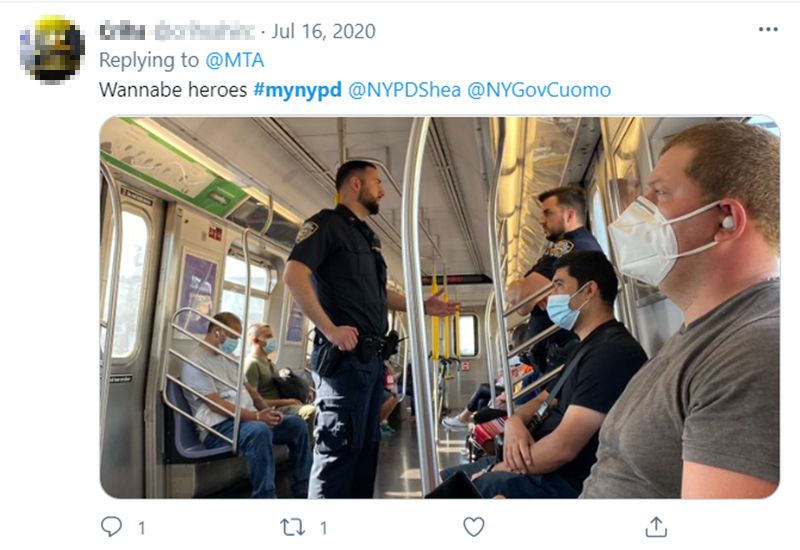 · Jul 16, 2020
Replying to @MTA
Wannabe heroes #mynypd @NYPDShea @NYGovCuomo
1 1